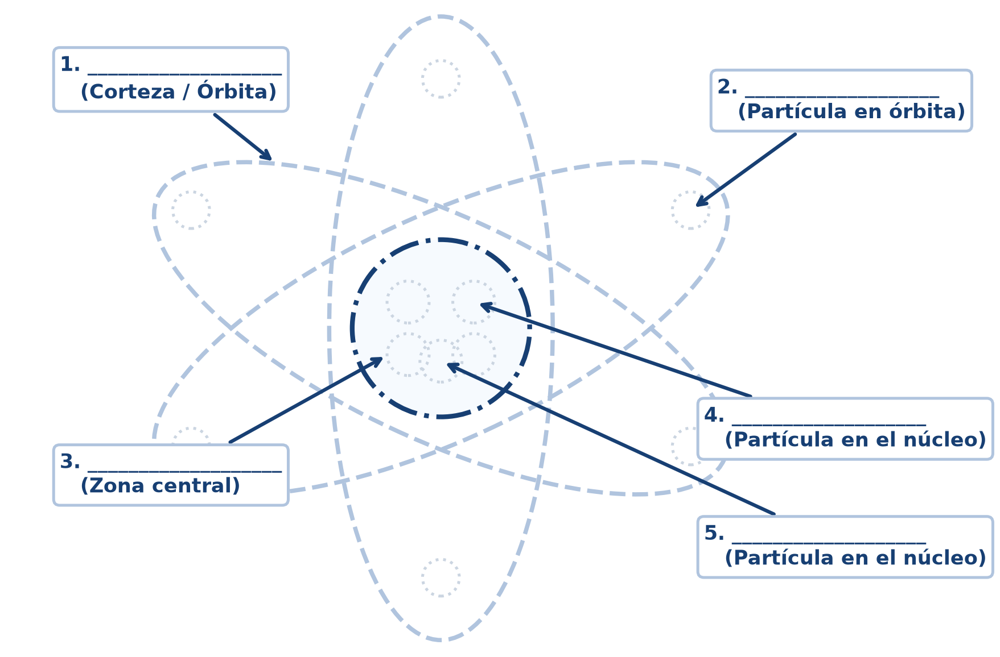 1. ___________________
(Corteza / Órbita)
2. ___________________
(Partícula en órbita)
3. ___________________
(Zona central)
4. ___________________
(Partícula en el núcleo)
5. ___________________
(Partícula en el núcleo)